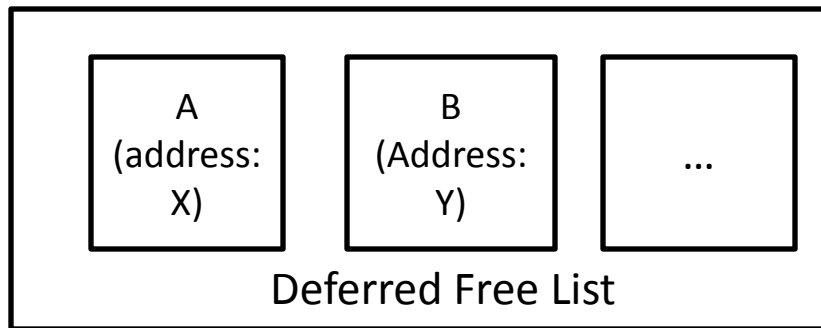 A
(address:
X)
B
(Address:
Y)
...
Deferred Free List